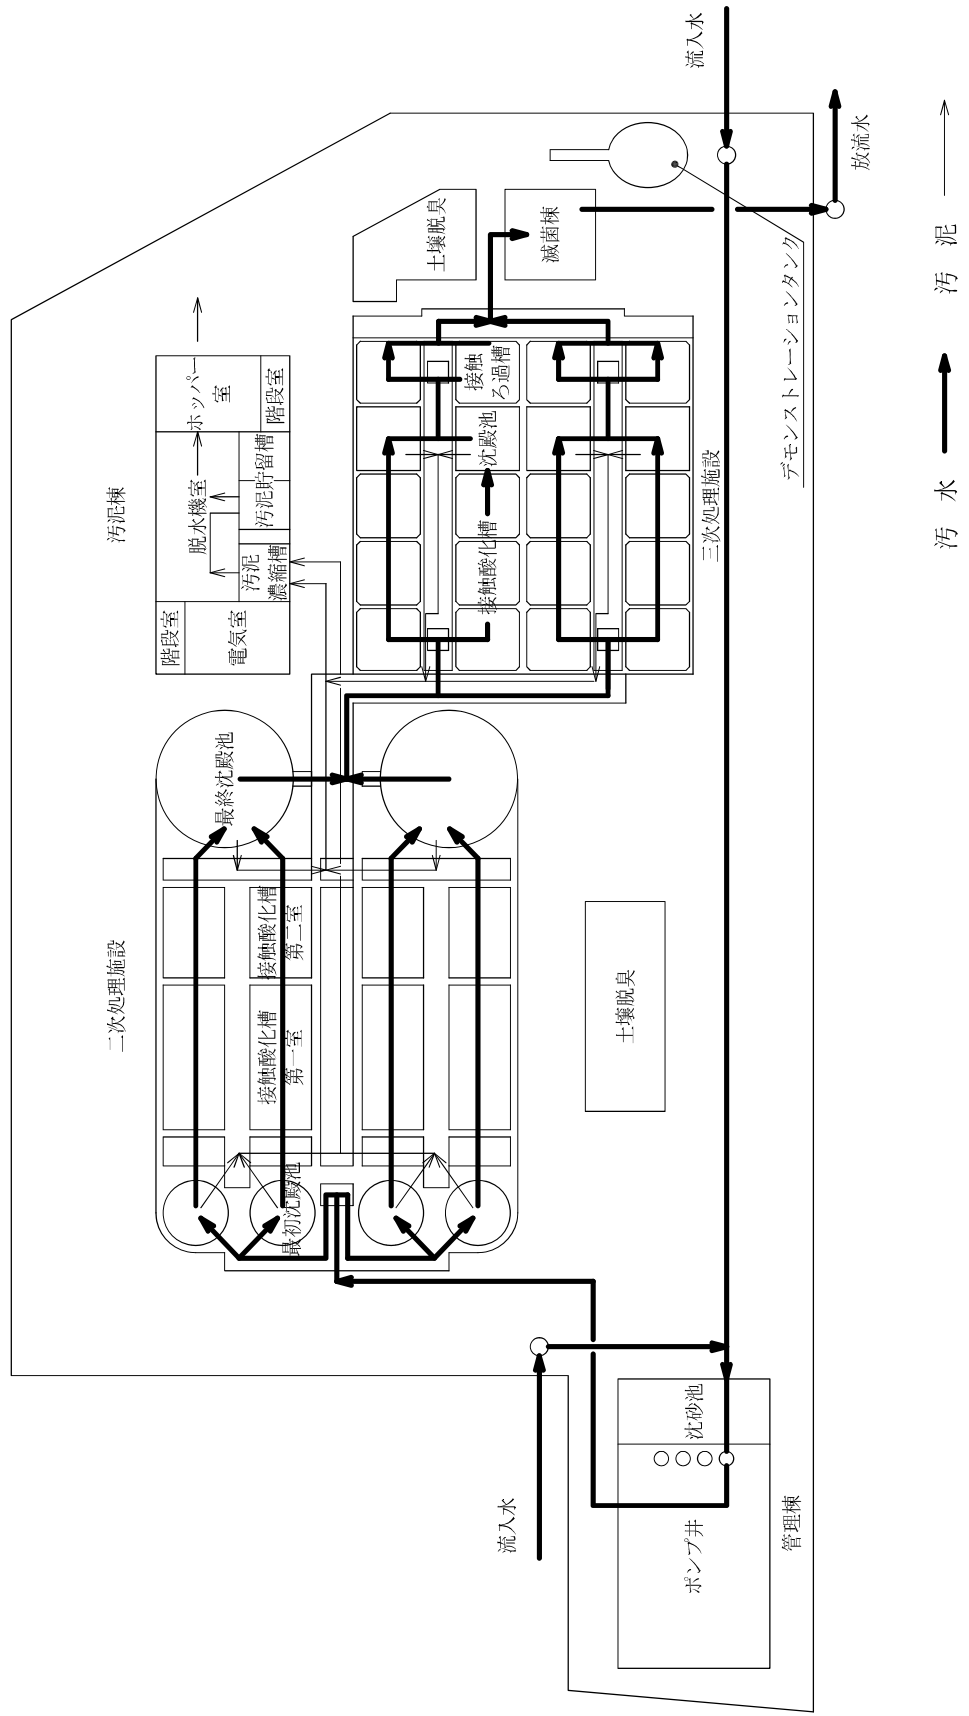 汚泥棟
階段室
電気室
汚泥
濃縮槽
脱水機室
汚泥貯留槽
ホッパー
室
階段室
土壌脱臭
滅菌棟
流入水
放流水
デモンストレーションタンク
二次処理施設
最初沈殿池
接触酸化槽
第一室
接触酸化槽
第二室
最終沈殿池
接触酸化槽
沈殿池
接触
ろ過槽
三次処理施設
土壌脱臭
流入水
ポンプ井
沈砂池
管理棟
汚 水
汚 泥